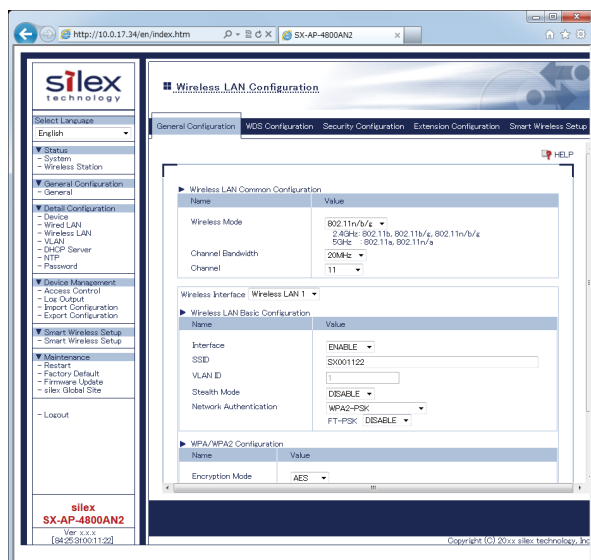 http://10.0.17.34/en/index.htm
SX-AP-4800AN2
silex
technology
Wireless LAN Configuration
Select Language
English
General Configuration WDS Configuration Security Configuration Extension Configuration Smart Wireless Setup
HELP
▼ Status
- System
- Wireless Station
▼ General Configuration
- General
▼ Detail Configuration
- Device
- Wired LAN
- Wireless LAN
- VLAN
- DHCP Server
- NTP
- Password
▼ Device Management
- Access Control
- Log Output
- Import Configuration
- Export Configuration
▼ Smart Wireless Setup
- Smart Wireless Setup
▼ Maintenance
- Restart
- Factory Default
- Firmware Update
- silex Global Site
- Logout
silex
SX-AP-4800AN2
Ver x.x.x
[84:25:3f:00:11:22]
▶ Wireless LAN Common Configuration
Name Value
Wireless Mode 802.11n/b/g
2.4GHz: 802.11b, 802.11b/g, 802.11n/b/g
5GHz : 802.11a, 802.11n/a
Channel Bandwidth 20MHz
Channel 11
Wireless Interface Wireless LAN 1
▶ Wireless LAN Basic Configuration
Name Value
Interface ENABLE
SSID SX001122
VLAN ID 1
Stealth Mode DISABLE
Network Authentication WPA2-PSK
FT-PSK DISABLE
▶ WPA/WPA2 Configuration
Name Value
Encryption Mode AES
Copyright (C) 20xx silex technology, Inc